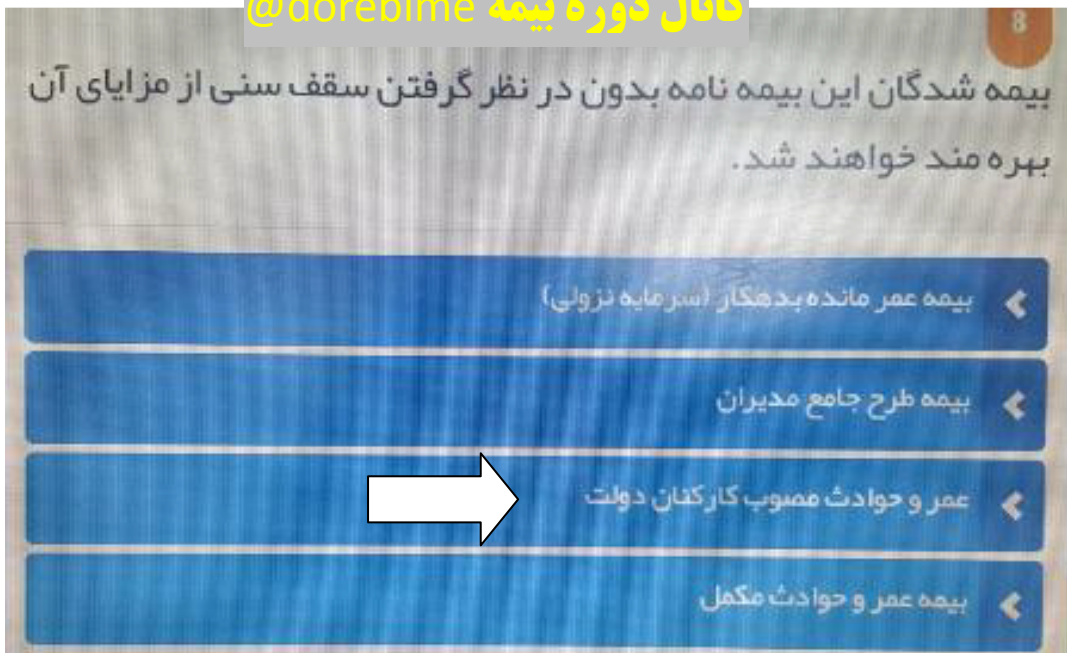 کانال دوره بیمه @dorebime
8
بیمه شدگان این بیمه نامه بدون در نظر گرفتن سقف سنی از مزایای آن
بهره مند خواهند شد.
بیمه عمر مانده بدهکار (سرمایه نزولی)
بیمه طرح جامع مدیران
عمر و حوادث مصوب کارکنان دولت
بیمه عمر و حوادث مکمل